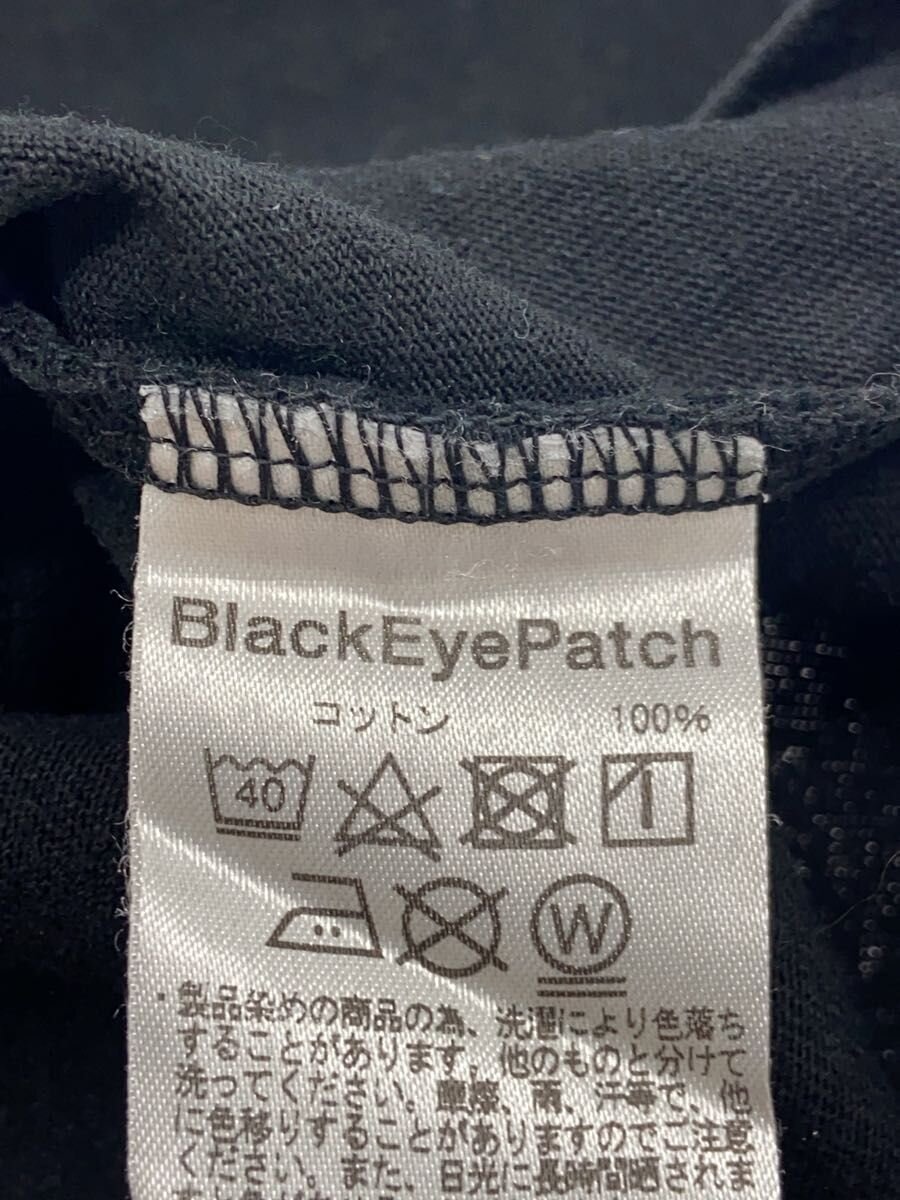 BlackEyePatch
コットン 100%
40
W
・製品染めの商品の為、洗濯により色落ち
することがあります。他のものと分けて
洗ってください。摩擦、雨、汗等で、他
に色移りすることがありますのでご注意
ください。また、日光に長時間晒されま